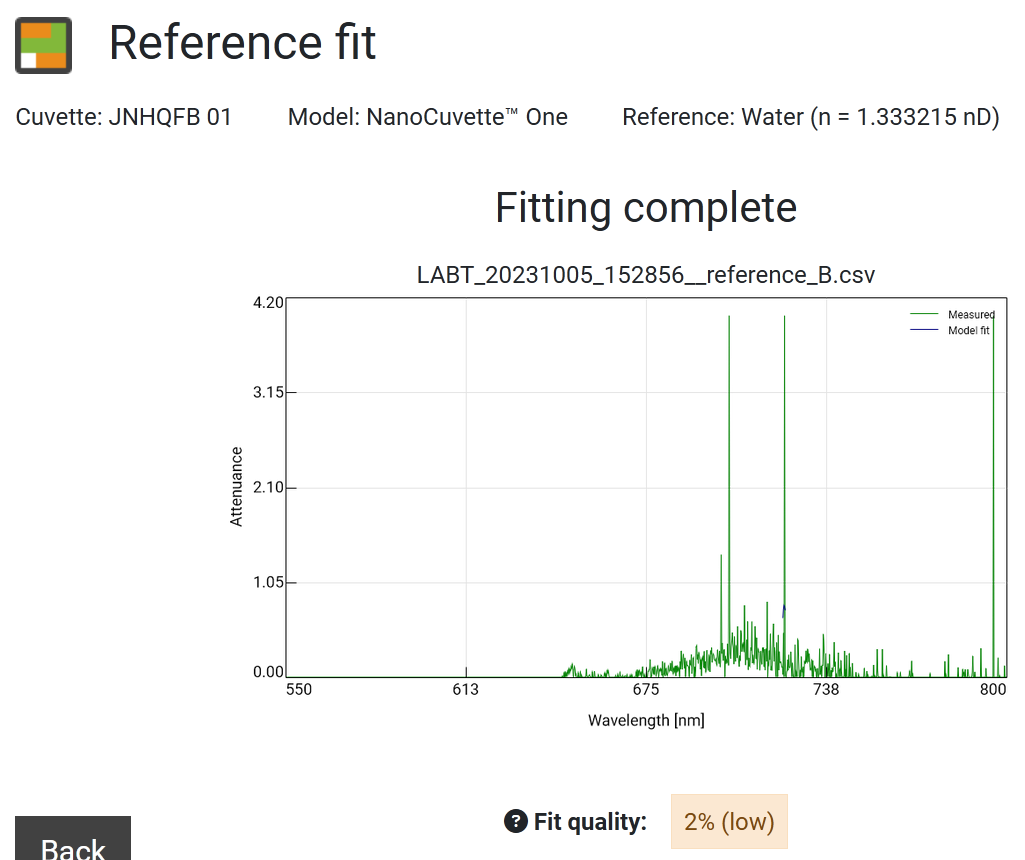 Reference fit
Cuvette: JNHQFB 01 Model: NanoCuvette™ One Reference: Water (n = 1.333215 nD)
Fitting complete
LABT_20231005_152856__reference_B.csv
4.20
3.15
2.10
1.05
0.00
Attenuance
Measured
Model fit
550 613 675 738 800
Wavelength [nm]
? Fit quality: 2% (low)
Back